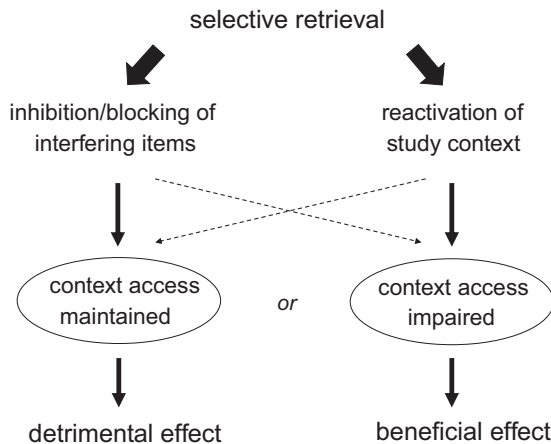 selective retrieval
inhibition/blocking of
interfering items
reactivation of
study context
context access
maintained
or
context access
impaired
detrimental effect
beneficial effect